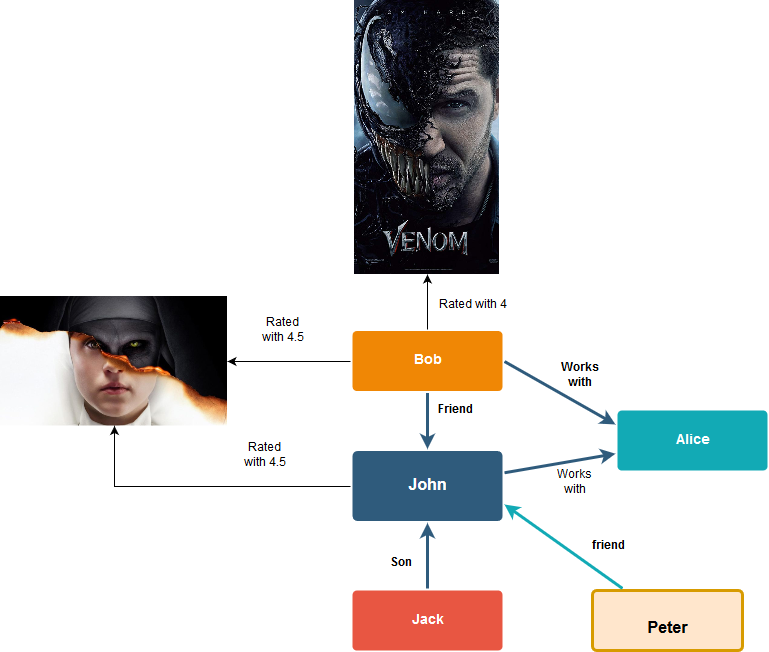 VENOM
Rated with 4
Rated
with 4.5
Bob
Works
with
Friend
Alice
Rated
with 4.5
John
Works
with
friend
Son
Jack
Peter